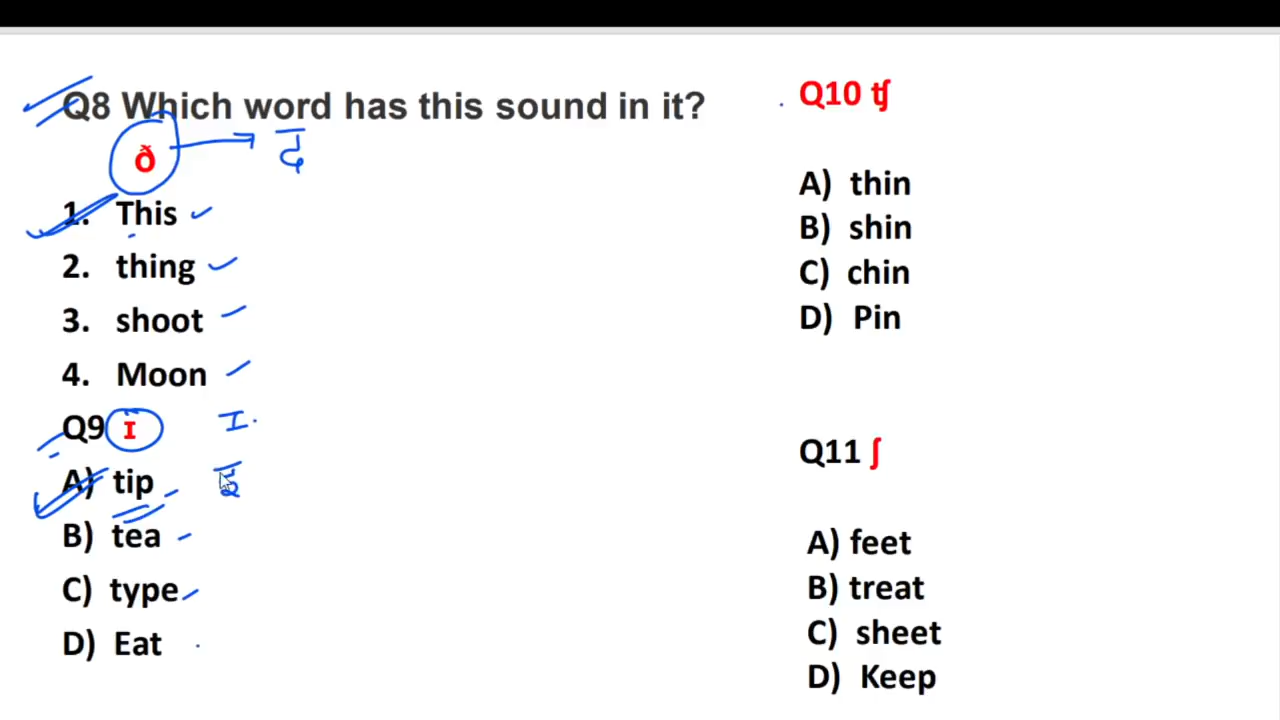 Q8 Which word has this sound in it?
ð → द
1. This
2. thing
3. shoot
4. Moon
Q9 ɪ I
A) tip इ
B) tea
C) type
D) Eat
Q10 ʧ
A) thin
B) shin
C) chin
D) Pin
Q11 ʃ
A) feet
B) treat
C) sheet
D) Keep